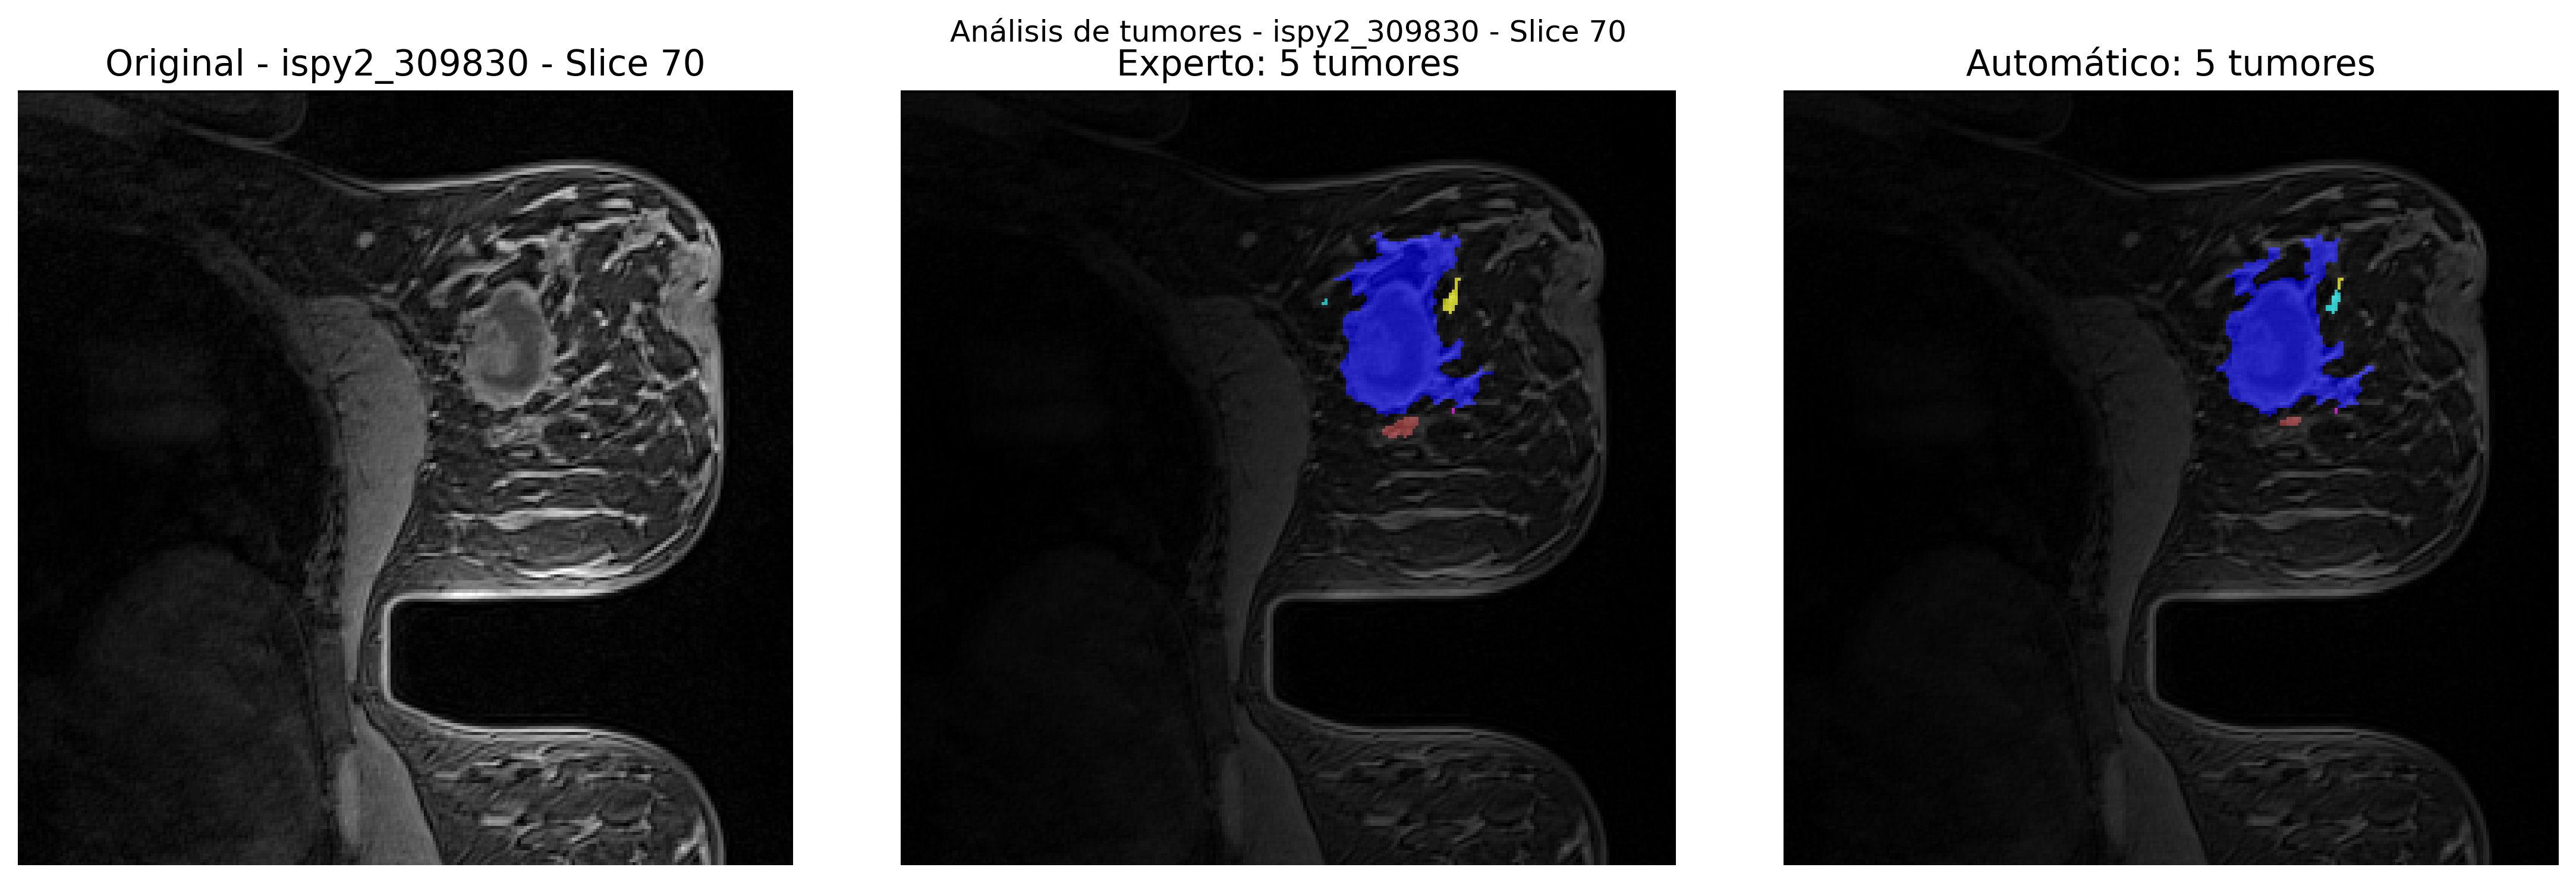 Análisis de tumores - ispy2_309830 - Slice 70
Original - ispy2_309830 - Slice 70
Experto: 5 tumores
Automático: 5 tumores